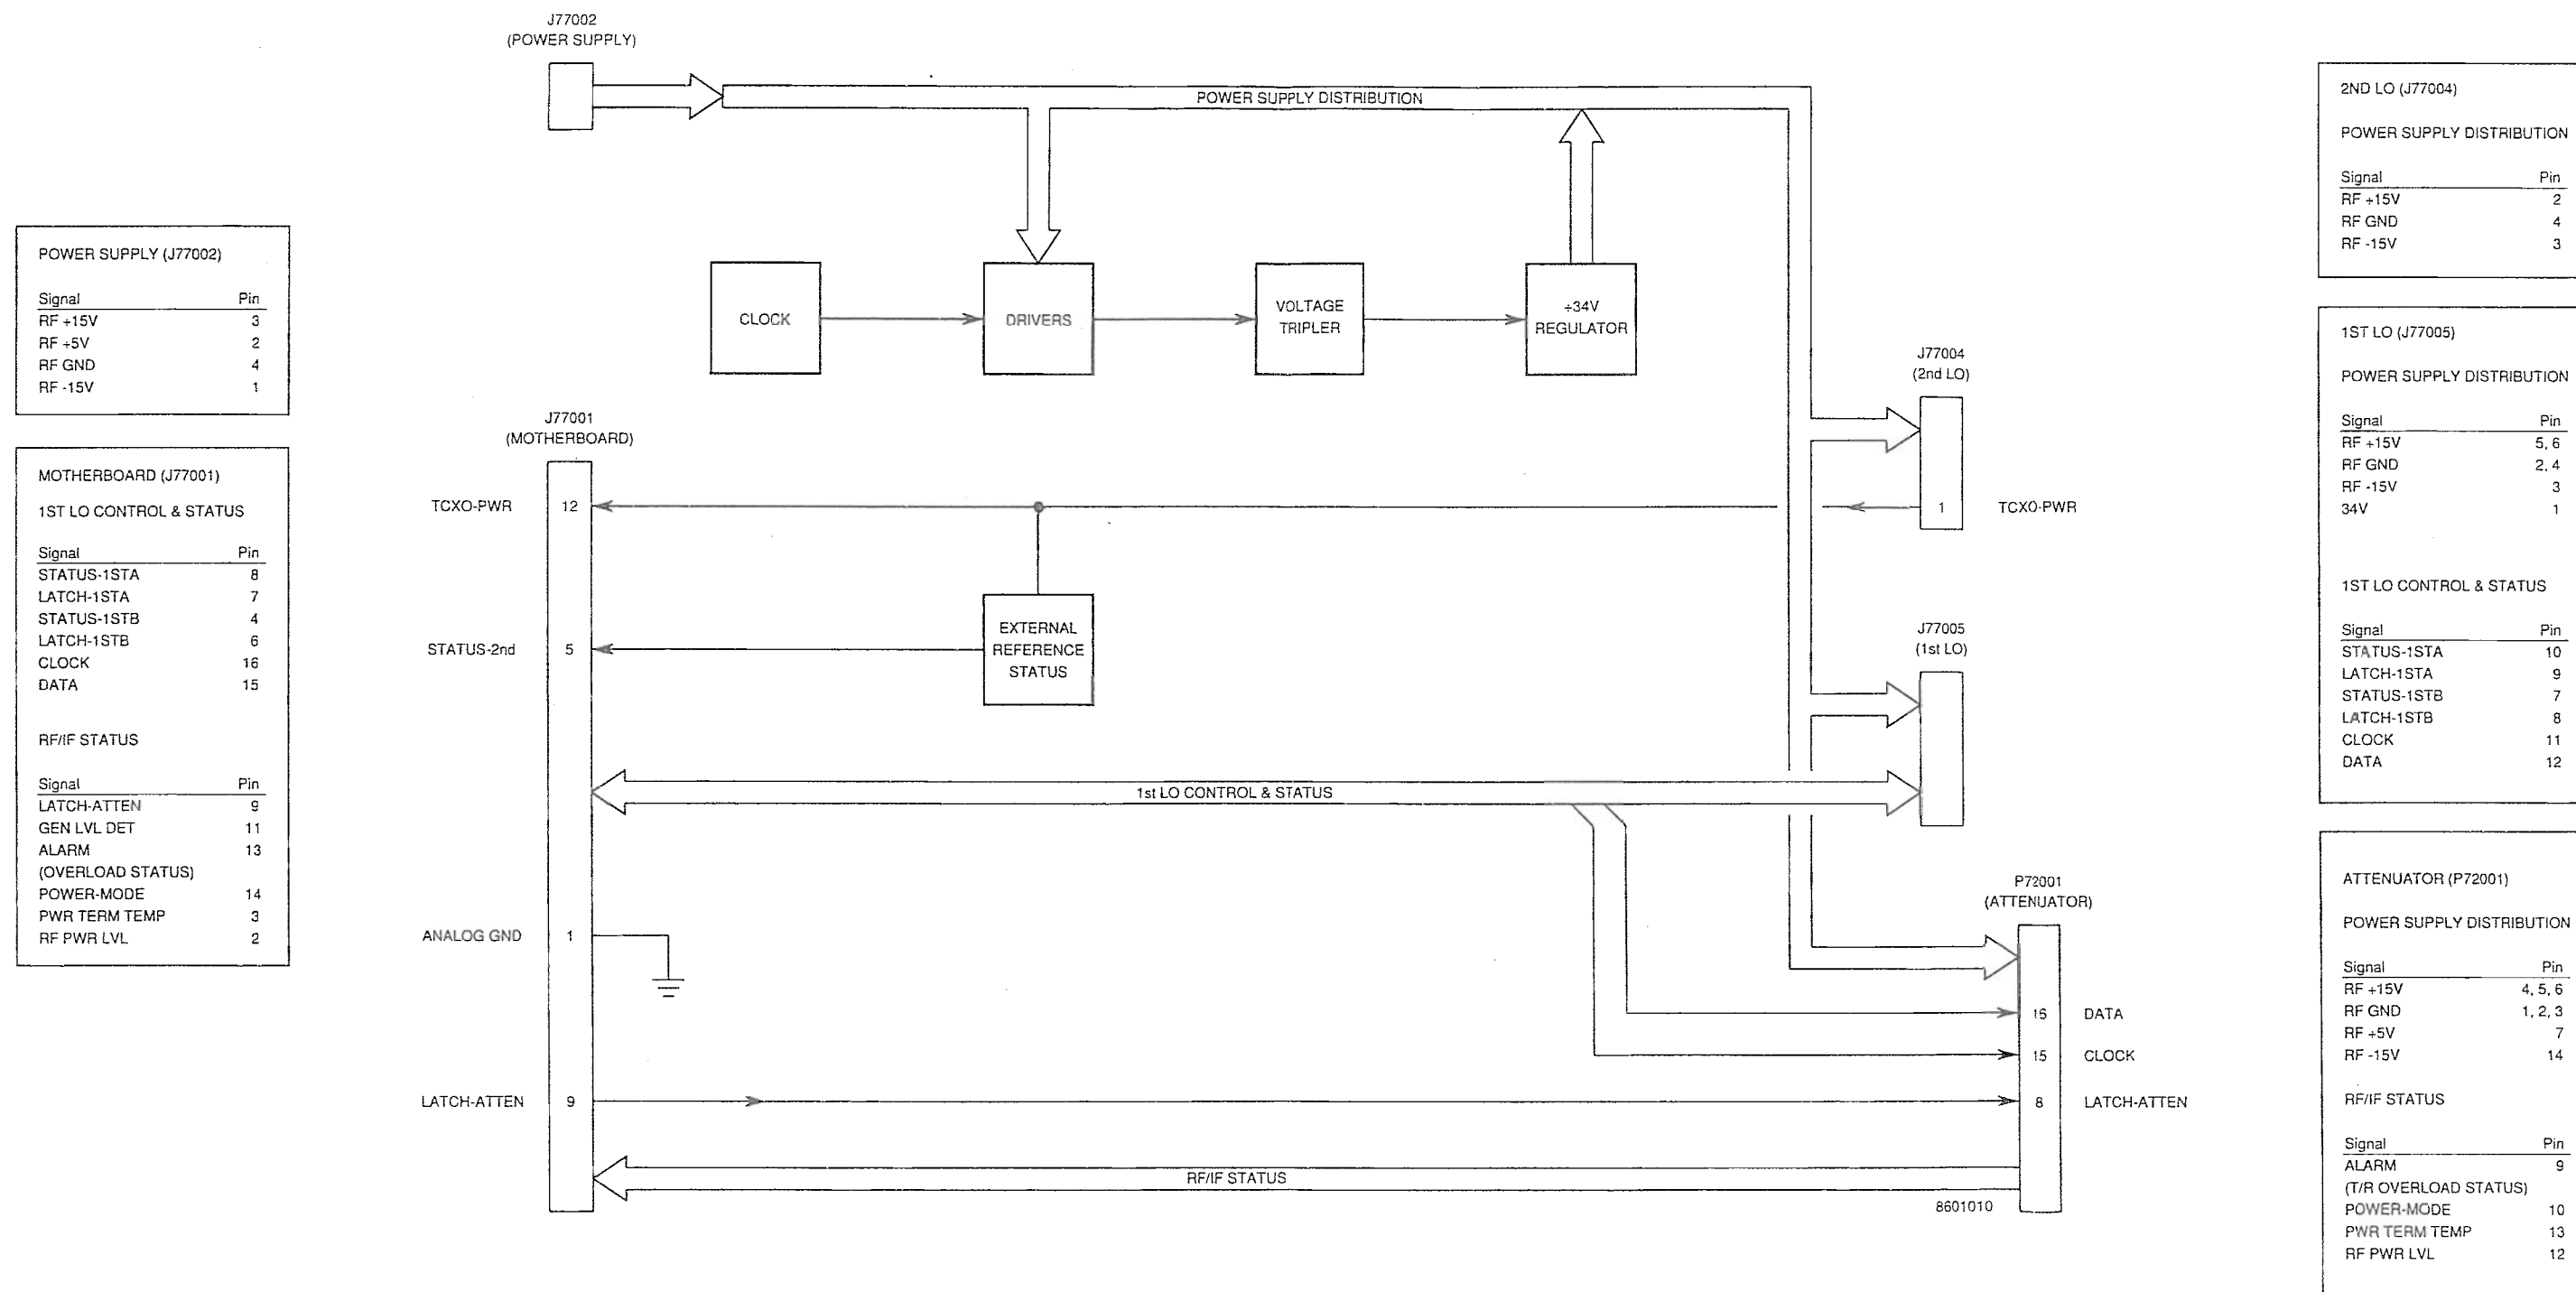 J77002
(POWER SUPPLY)
POWER SUPPLY DISTRIBUTION
POWER SUPPLY (J77002)
Signal Pin
RF +15V 3
RF +5V 2
RF GND 4
RF -15V 1
MOTHERBOARD (J77001)
1ST LO CONTROL & STATUS
Signal Pin
STATUS-1STA 8
LATCH-1STA 7
STATUS-1STB 4
LATCH-1STB 6
CLOCK 16
DATA 15
RF/IF STATUS
Signal Pin
LATCH-ATTEN 9
GEN LVL DET 11
ALARM 13
(OVERLOAD STATUS)
POWER-MODE 14
PWR TERM TEMP 3
RF PWR LVL 2
CLOCK
DRIVERS
VOLTAGE
TRIPLER
+34V
REGULATOR
J77001
(MOTHERBOARD)
TCXO-PWR 12
STATUS-2nd 5
EXTERNAL
REFERENCE
STATUS
1st LO CONTROL & STATUS
ANALOG GND 1
LATCH-ATTEN 9
RF/IF STATUS
J77004
(2nd LO)
1 TCXO-PWR
J77005
(1st LO)
P72001
(ATTENUATOR)
16 DATA
15 CLOCK
8 LATCH-ATTEN
8601010
2ND LO (J77004)
POWER SUPPLY DISTRIBUTION
Signal Pin
RF +15V 2
RF GND 4
RF -15V 3
1ST LO (J77005)
POWER SUPPLY DISTRIBUTION
Signal Pin
RF +15V 5, 6
RF GND 2, 4
RF -15V 3
34V 1
1ST LO CONTROL & STATUS
Signal Pin
STATUS-1STA 10
LATCH-1STA 9
STATUS-1STB 7
LATCH-1STB 8
CLOCK 11
DATA 12
ATTENUATOR (P72001)
POWER SUPPLY DISTRIBUTION
Signal Pin
RF +15V 4, 5, 6
RF GND 1, 2, 3
RF +5V 7
RF -15V 14
RF/IF STATUS
Signal Pin
ALARM 9
(T/R OVERLOAD STATUS)
POWER-MODE 10
PWR TERM TEMP 13
RF PWR LVL 12